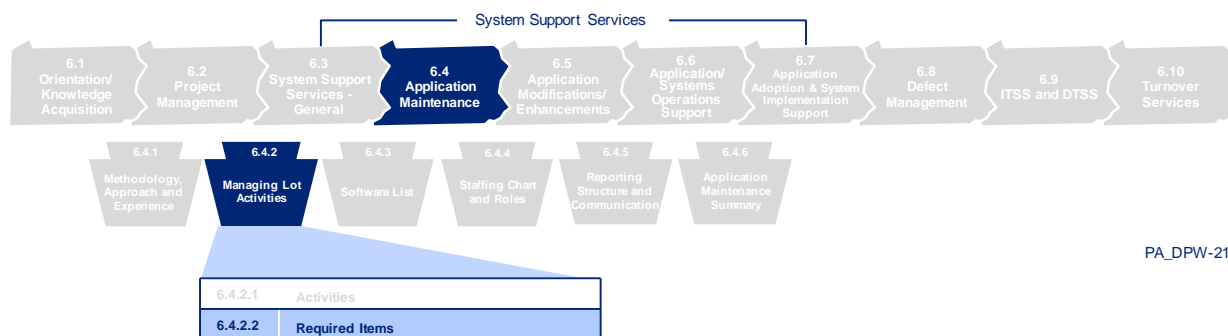 System Support Services
6.1
Orientation/
Knowledge
Acquisition
6.2
Project
Management
6.3
System Support
Services -
General
6.4
Application
Maintenance
6.5
Application
Modifications/
Enhancements
6.6
Application/
Systems
Operations
Support
6.7
Application
Adoption & System
Implementation
Support
6.8
Defect
Management
6.9
ITSS and DTSS
6.10
Turnover
Services
6.4.1
Methodology,
Approach and
Experience
6.4.2
Managing Lot
Activities
6.4.3
Software List
6.4.4
Staffing Chart
and Roles
6.4.5
Reporting
Structure and
Communication
6.4.6
Application
Maintenance
Summary
PA_DPW-21
6.4.2.1 Activities
6.4.2.2 Required Items